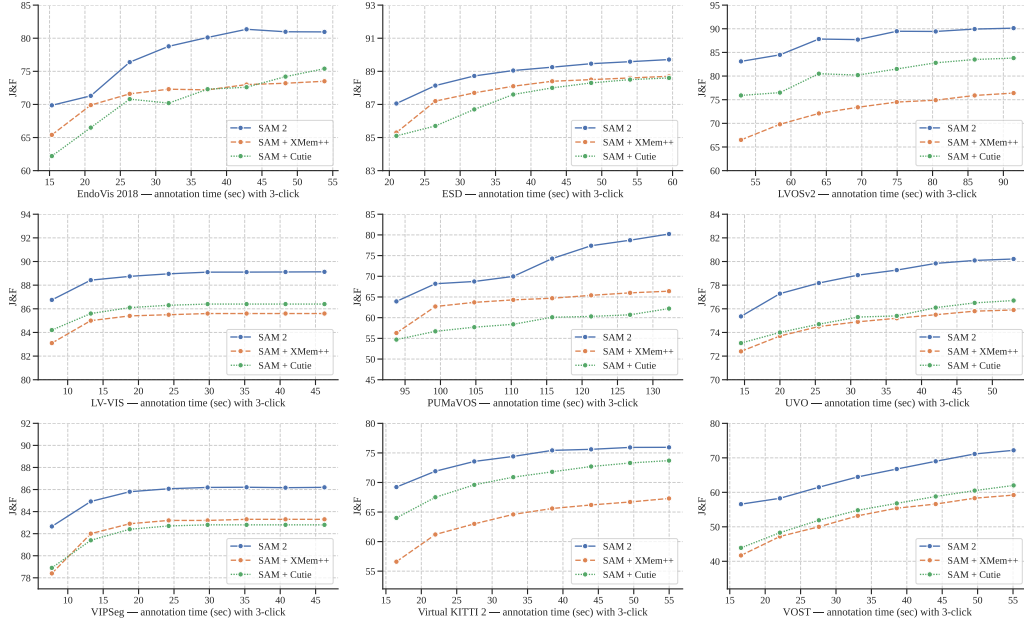 85
80
75
70
65
60
J&F
15 20 25 30 35 40 45 50 55
SAM 2
SAM + XMem++
SAM + Cutie
EndoVis 2018 — annotation time (sec) with 3-click
93
91
89
87
85
83
J&F
20 25 30 35 40 45 50 55 60
SAM 2
SAM + XMem++
SAM + Cutie
ESD — annotation time (sec) with 3-click
95
90
85
80
75
70
65
60
J&F
55 60 65 70 75 80 85 90
SAM 2
SAM + XMem++
SAM + Cutie
LVOSv2 — annotation time (sec) with 3-click
94
92
90
88
86
84
82
80
J&F
10 15 20 25 30 35 40 45
SAM 2
SAM + XMem++
SAM + Cutie
LV-VIS — annotation time (sec) with 3-click
85
80
75
70
65
60
55
50
45
J&F
95 100 105 110 115 120 125 130
SAM 2
SAM + XMem++
SAM + Cutie
PUMaVOS — annotation time (sec) with 3-click
84
82
80
78
76
74
72
70
J&F
15 20 25 30 35 40 45 50
SAM 2
SAM + XMem++
SAM + Cutie
UVO — annotation time (sec) with 3-click
92
90
88
86
84
82
80
78
J&F
10 15 20 25 30 35 40 45
SAM 2
SAM + XMem++
SAM + Cutie
VIPSeg — annotation time (sec) with 3-click
80
75
70
65
60
55
J&F
15 20 25 30 35 40 45 50 55
SAM 2
SAM + XMem++
SAM + Cutie
Virtual KITTI 2 — annotation time (sec) with 3-click
80
70
60
50
40
J&F
15 20 25 30 35 40 45 50 55
SAM 2
SAM + XMem++
SAM + Cutie
VOST — annotation time (sec) with 3-click